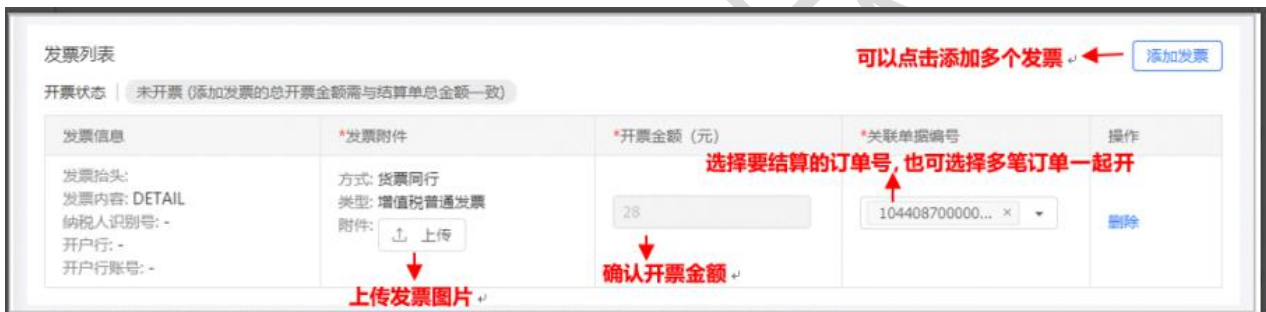 发票列表
可以点击添加多个发票
添加发票
开票状态 未开票 (添加发票的总开票金额需与结算单总金额一致)
发票信息 *发票附件 *开票金额（元） *关联单据编号 操作
选择要结算的订单号,也可选择多笔订单一起开
发票抬头:
发票内容: DETAIL
纳税人识别号: -
开户行: -
开户行账号: -
方式: 货票同行
类型: 增值税普通发票
附件: 上传
28
104408700000... ×
删除
确认开票金额
上传发票图片